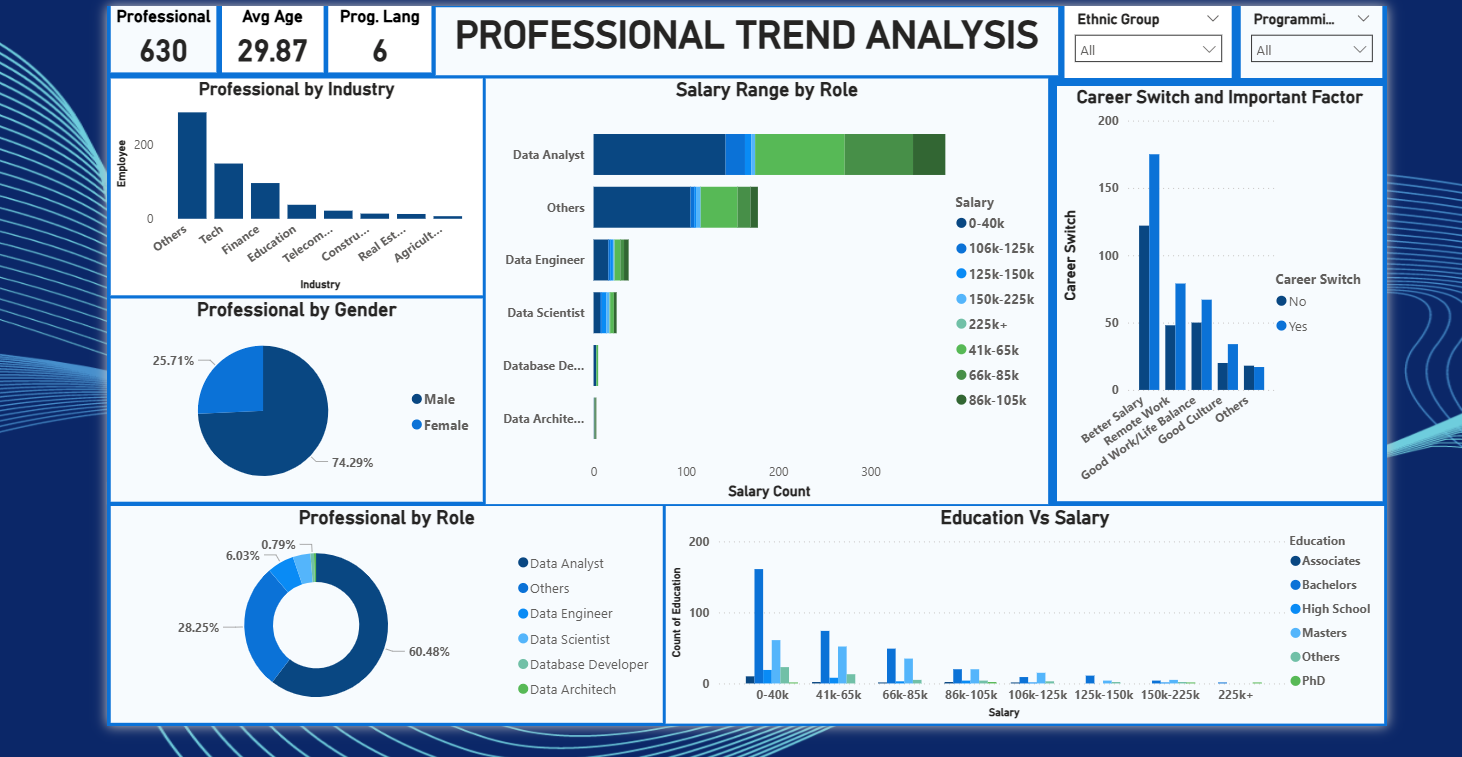 Professional
630
Avg Age
29.87
Prog. Lang
6
PROFESSIONAL TREND ANALYSIS
Ethnic Group
All
Programmi...
All
Professional by Industry
Employee
200
0
Others
Tech
Finance
Education
Telecom...
Constru...
Real Est...
Agricult...
Industry
Professional by Gender
25.71%
74.29%
Male
Female
Salary Range by Role
Data Analyst
Others
Data Engineer
Data Scientist
Database De...
Data Archite...
0
100
200
300
Salary Count
Salary
0-40k
106k-125k
125k-150k
150k-225k
225k+
41k-65k
66k-85k
86k-105k
Career Switch and Important Factor
Career Switch
200
150
100
50
0
Better Salary
Remote Work
Good Work/Life Balance
Good Culture
Others
Career Switch
No
Yes
Professional by Role
0.79%
6.03%
28.25%
60.48%
Data Analyst
Others
Data Engineer
Data Scientist
Database Developer
Data Architech
Education Vs Salary
Count of Education
200
100
0
0-40k
41k-65k
66k-85k
86k-105k
106k-125k
125k-150k
150k-225k
225k+
Salary
Education
Associates
Bachelors
High School
Masters
Others
PhD